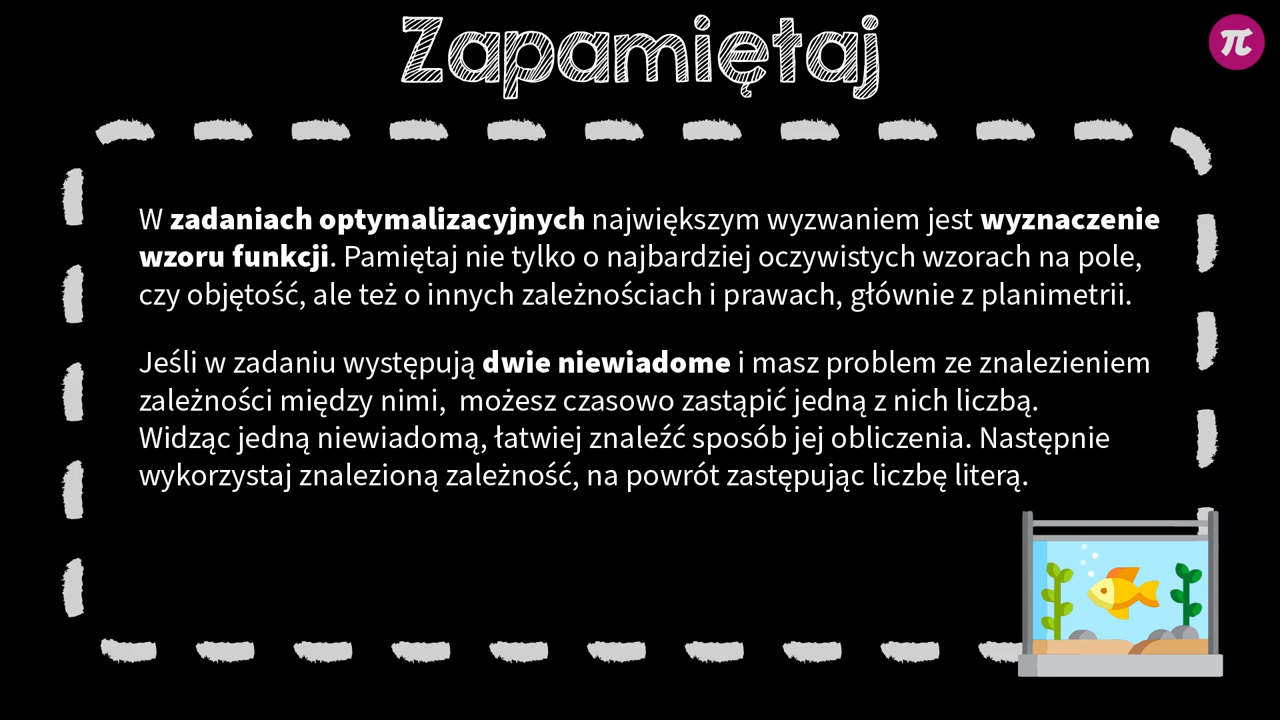 Zapamiętaj
π
W zadaniach optymalizacyjnych największym wyzwaniem jest wyznaczenie
wzoru funkcji. Pamiętaj nie tylko o najbardziej oczywistych wzorach na pole,
czy objętość, ale też o innych zależnościach i prawach, głównie z planimetrii.
Jeśli w zadaniu występują dwie niewiadome i masz problem ze znalezieniem
zależności między nimi, możesz czasowo zastąpić jedną z nich liczbą.
Widząc jedną niewiadomą, łatwiej znaleźć sposób jej obliczenia. Następnie
wykorzystaj znalezioną zależność, na powrót zastępując liczbę literą.